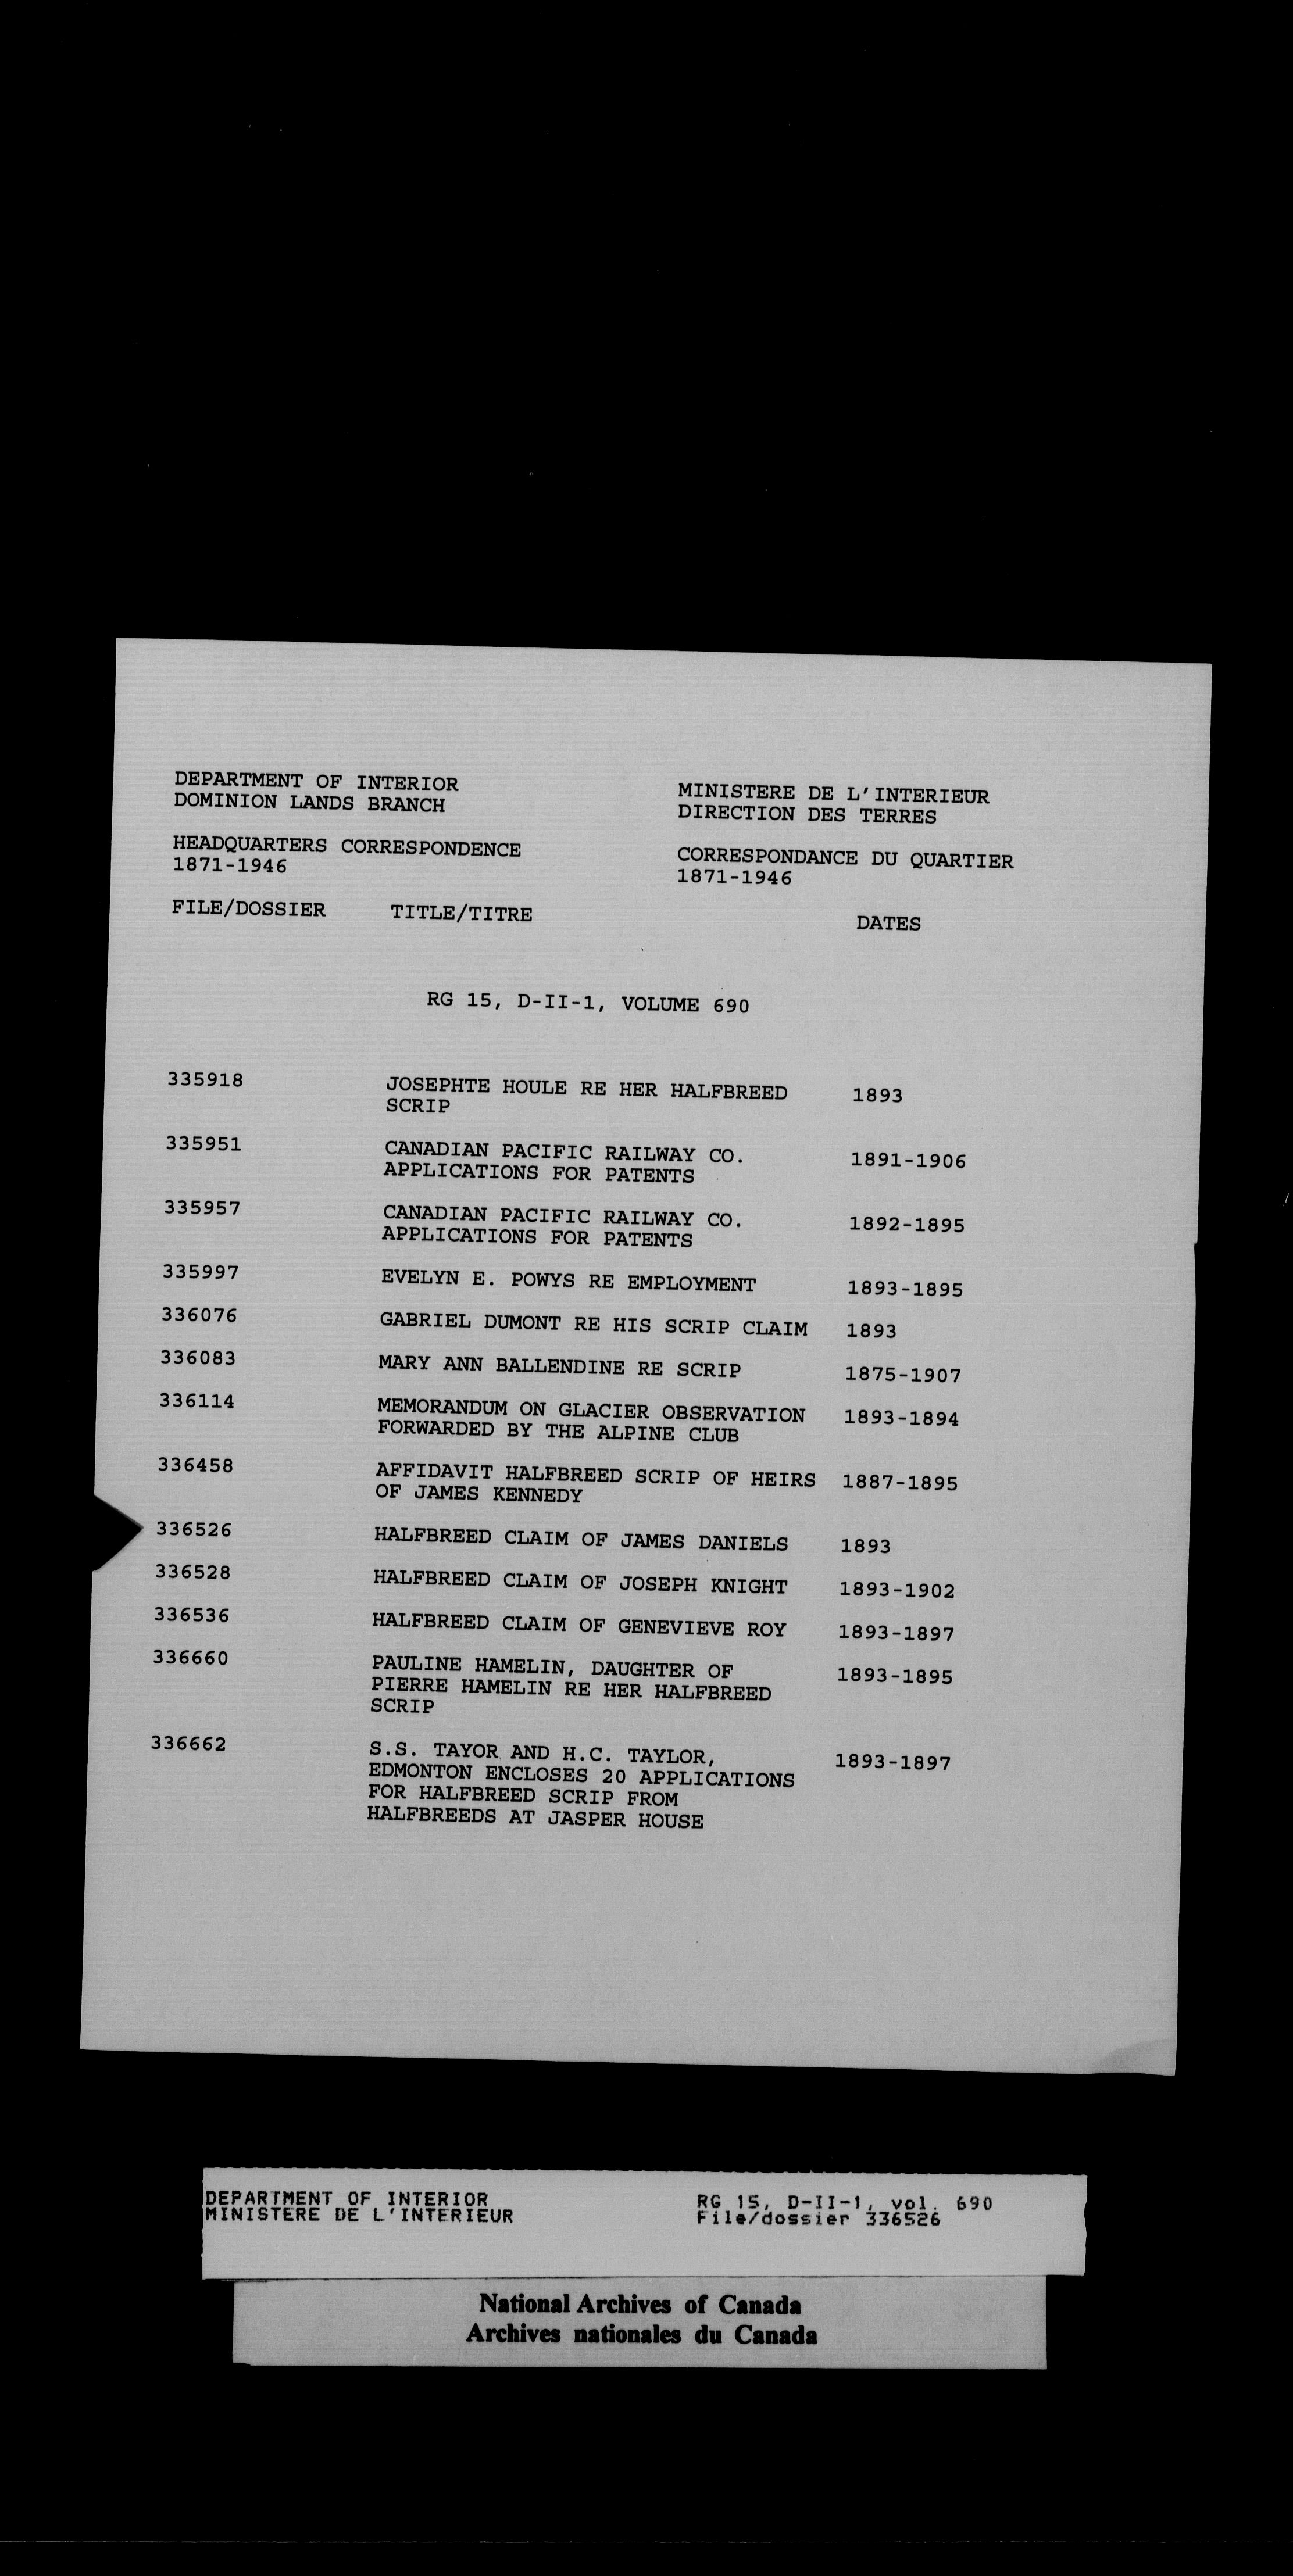 DEPARTMENT OF INTERIOR
DOMINION LANDS BRANCH
MINISTERE DE L'INTERIEUR
DIRECTION DES TERRES
HEADQUARTERS CORRESPONDENCE
1871-1946
CORRESPONDANCE DU QUARTIER
1871-1946
FILE/DOSSIER TITLE/TITRE DATES
RG 15, D-II-1, VOLUME 690
335918 JOSEPHTE HOULE RE HER HALFBREED 1893
SCRIP
335951 CANADIAN PACIFIC RAILWAY CO. 1891-1906
APPLICATIONS FOR PATENTS
335957 CANADIAN PACIFIC RAILWAY CO. 1892-1895
APPLICATIONS FOR PATENTS
335997 EVELYN E. POWYS RE EMPLOYMENT 1893-1895
336076 GABRIEL DUMONT RE HIS SCRIP CLAIM 1893
336083 MARY ANN BALLENDINE RE SCRIP 1875-1907
336114 MEMORANDUM ON GLACIER OBSERVATION 1893-1894
FORWARDED BY THE ALPINE CLUB
336458 AFFIDAVIT HALFBREED SCRIP OF HEIRS 1887-1895
OF JAMES KENNEDY
336526 HALFBREED CLAIM OF JAMES DANIELS 1893
336528 HALFBREED CLAIM OF JOSEPH KNIGHT 1893-1902
336536 HALFBREED CLAIM OF GENEVIEVE ROY 1893-1897
336660 PAULINE HAMELIN, DAUGHTER OF 1893-1895
PIERRE HAMELIN RE HER HALFBREED
SCRIP
336662 S.S. TAYOR AND H.C. TAYLOR, 1893-1897
EDMONTON ENCLOSES 20 APPLICATIONS
FOR HALFBREED SCRIP FROM
HALFBREEDS AT JASPER HOUSE
DEPARTMENT OF INTERIOR RG 15, D-II-1, vol. 690
MINISTERE DE L'INTERIEUR File/dossier 336526
National Archives of Canada
Archives nationales du Canada